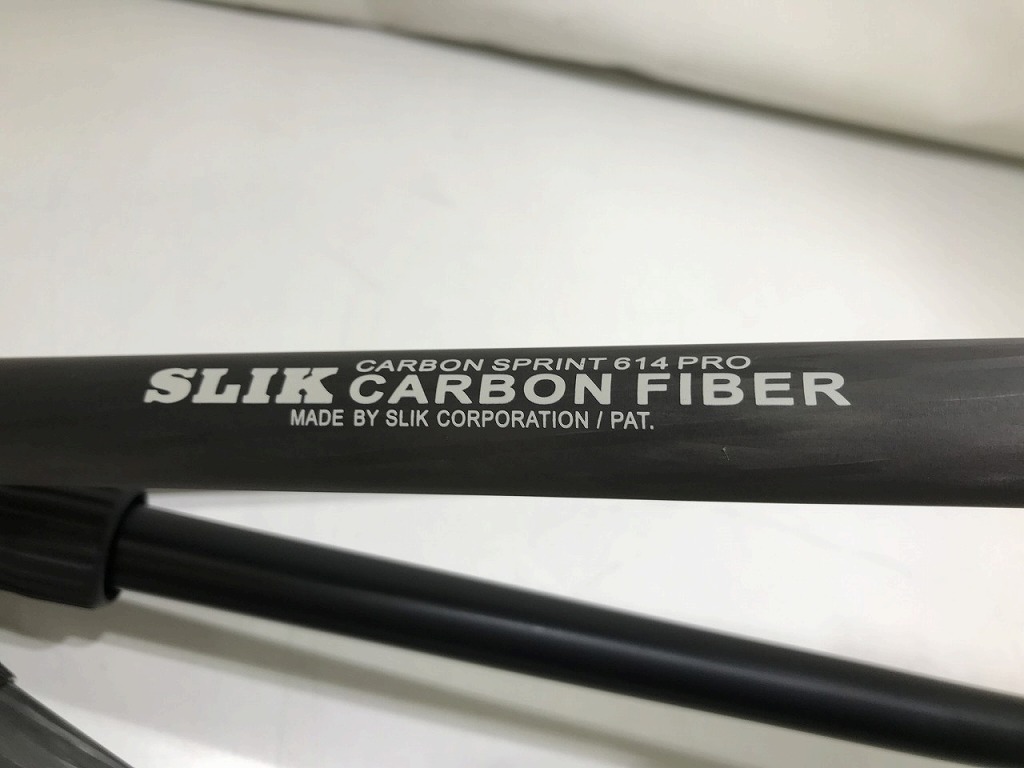 CARBON SPRINT 614 PRO
SLIK CARBON FIBER
MADE BY SLIK CORPORATION / PAT.